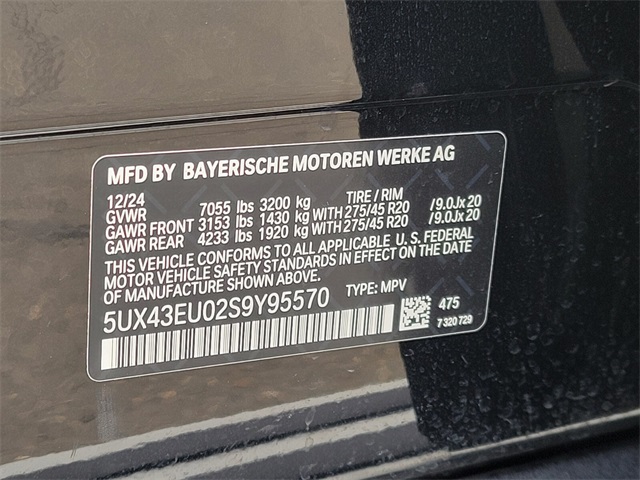 MFD BY BAYERISCHE MOTOREN WERKE AG
12/24 TIRE / RIM
GVWR 7055 lbs 3200 kg
GAWR FRONT 3153 lbs 1430 kg WITH 275/45 R20 /9.0Jx20
GAWR REAR 4233 lbs 1920 kg WITH 275/45 R20 /9.0Jx20
THIS VEHICLE CONFORMS TO ALL APPLICABLE U.S. FEDERAL
MOTOR VEHICLE SAFETY STANDARDS IN EFFECT ON THE DATE
OF MANUFACTURE SHOWN ABOVE.
5UX43EU02S9Y95570 TYPE: MPV
475
7320729